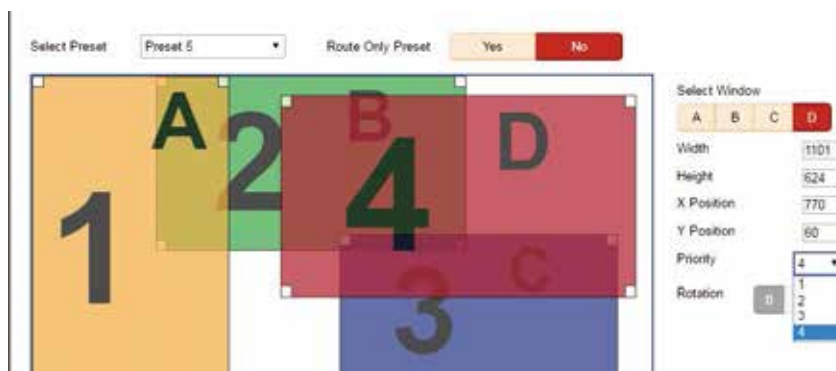 Select Preset Preset 5 Route Only Preset Yes No
A B D
2 4
1
C
3
Select Window
A B C D
Width 1101
Height 624
X Position 770
Y Position 60
Priority 4
1
2
3
4
Rotation